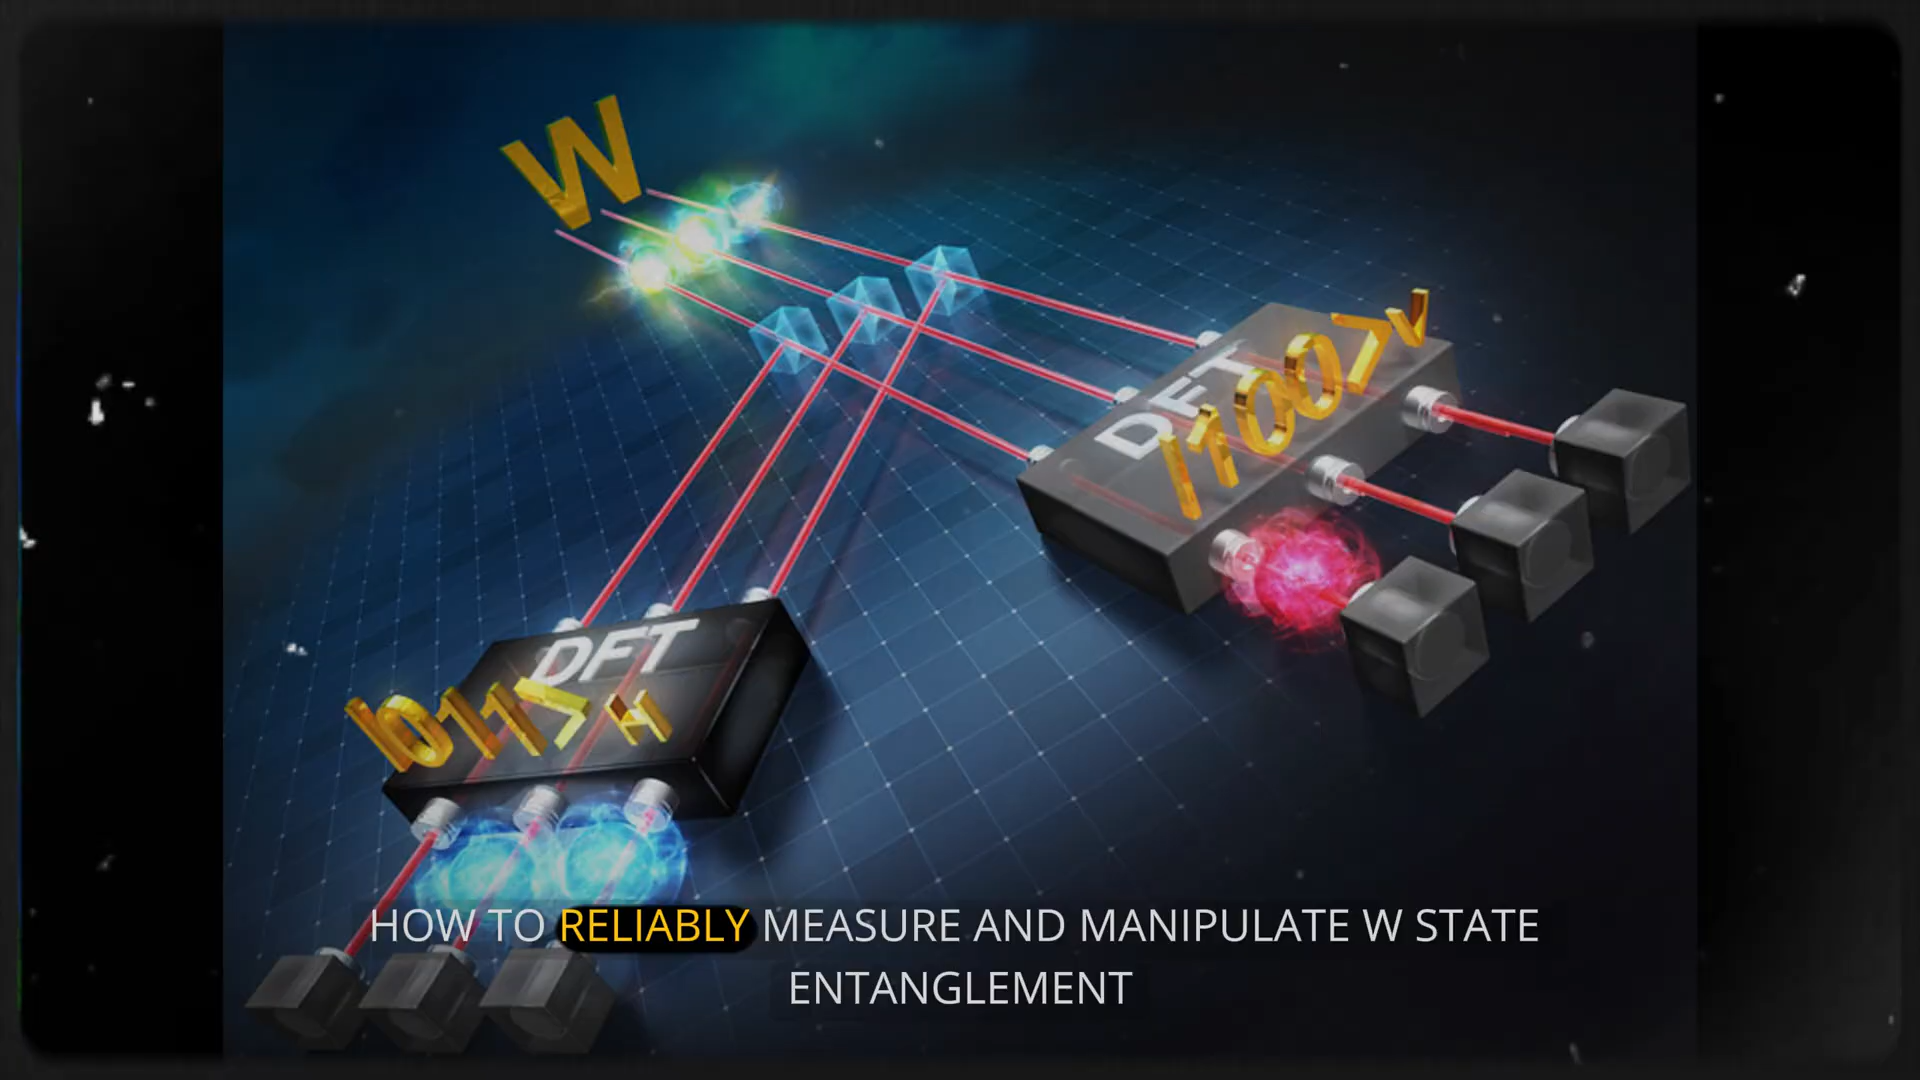 W
DFT
|100>V
DFT
|011>H
HOW TO RELIABLY MEASURE AND MANIPULATE W STATE
ENTANGLEMENT